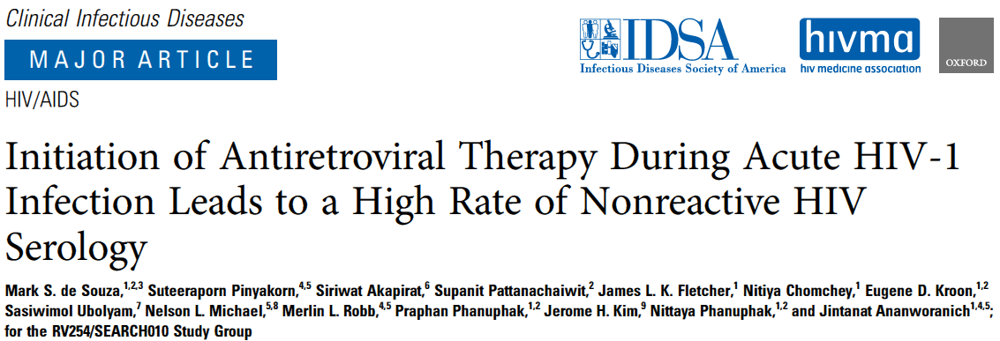 Clinical Infectious Diseases
MAJOR ARTICLE
HIV/AIDS
IDSA
Infectious Diseases Society of America
hivma
hiv medicine association
OXFORD
Initiation of Antiretroviral Therapy During Acute HIV-1
Infection Leads to a High Rate of Nonreactive HIV
Serology
Mark S. de Souza,1,2,3 Suteeraporn Pinyakorn,4,5 Siriwat Akapirat,6 Supanit Pattanachaiwit,2 James L. K. Fletcher,1 Nitiya Chomchey,1 Eugene D. Kroon,1,2
Sasiwimol Ubolyam,7 Nelson L. Michael,5,8 Merlin L. Robb,4,5 Praphan Phanuphak,1,2 Jerome H. Kim,9 Nittaya Phanuphak,1,2 and Jintanat Ananworanich1,4,5;
for the RV254/SEARCH010 Study Group